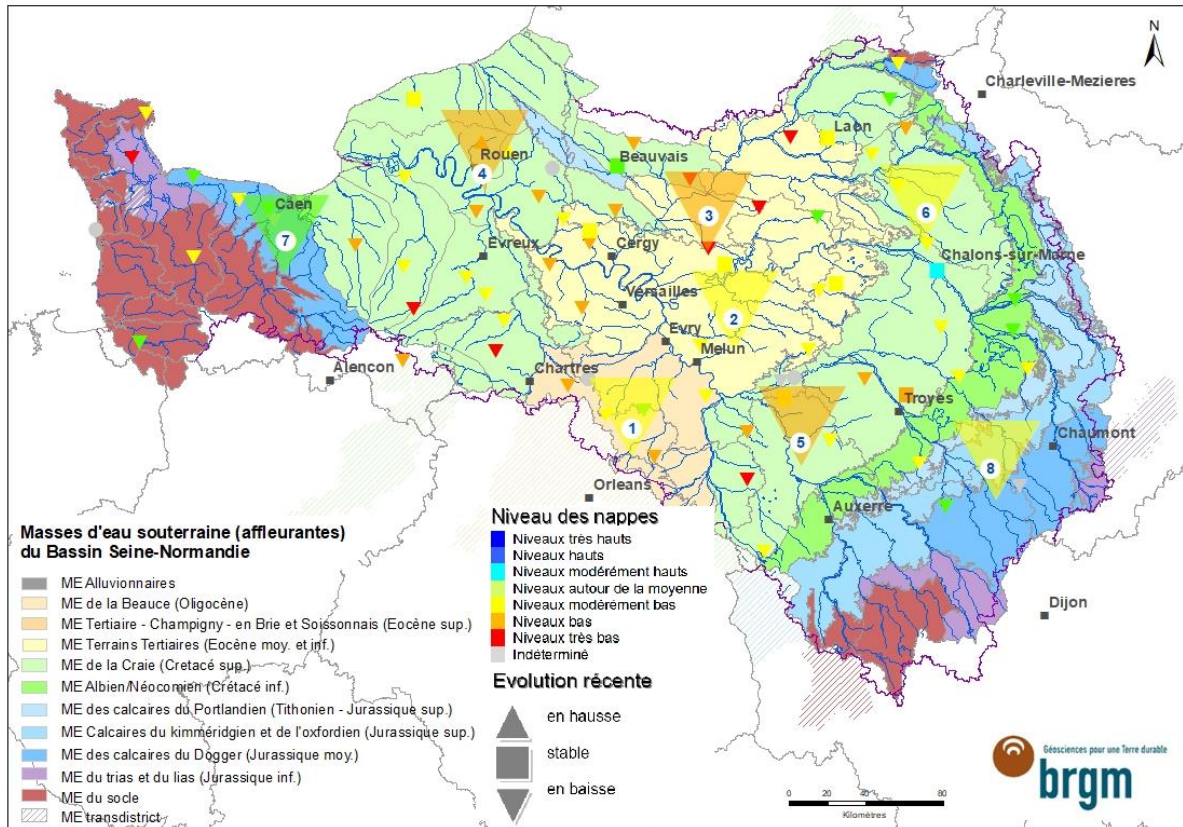 N
Charleville-Mezieres
Laon
Rouen
4
Beauvais
3
6
Caen
7
Evreux
Cergy
Chalons-sur-Marne
Versailles
2
Evry
Melun
Alencon
Chartres
1
Troyes
5
Chaumont
8
Orleans
Auxerre
Dijon
Masses d'eau souterraine (affleurantes)
du Bassin Seine-Normandie
ME Alluvionnaires
ME de la Beauce (Oligocène)
ME Tertiaire - Champigny - en Brie et Soissonnais (Eocène sup.)
ME Terrains Tertiaires (Eocène moy. et inf.)
ME de la Craie (Cretacé sup.)
ME Albien/Néocomien (Crétacé inf.)
ME des calcaires du Portlandien (Tithonien - Jurassique sup.)
ME Calcaires du kimméridgien et de l'oxfordien (Jurassique sup.)
ME des calcaires du Dogger (Jurassique moy.)
ME du trias et du lias (Jurassique inf.)
ME du socle
ME transdistrict
Niveau des nappes
Niveaux très hauts
Niveaux hauts
Niveaux modérément hauts
Niveaux autour de la moyenne
Niveaux modérément bas
Niveaux bas
Niveaux très bas
Indéterminé
Evolution récente
en hausse
stable
en baisse
Géosciences pour une Terre durable
brgm
0 20 40 80
Kilomètres